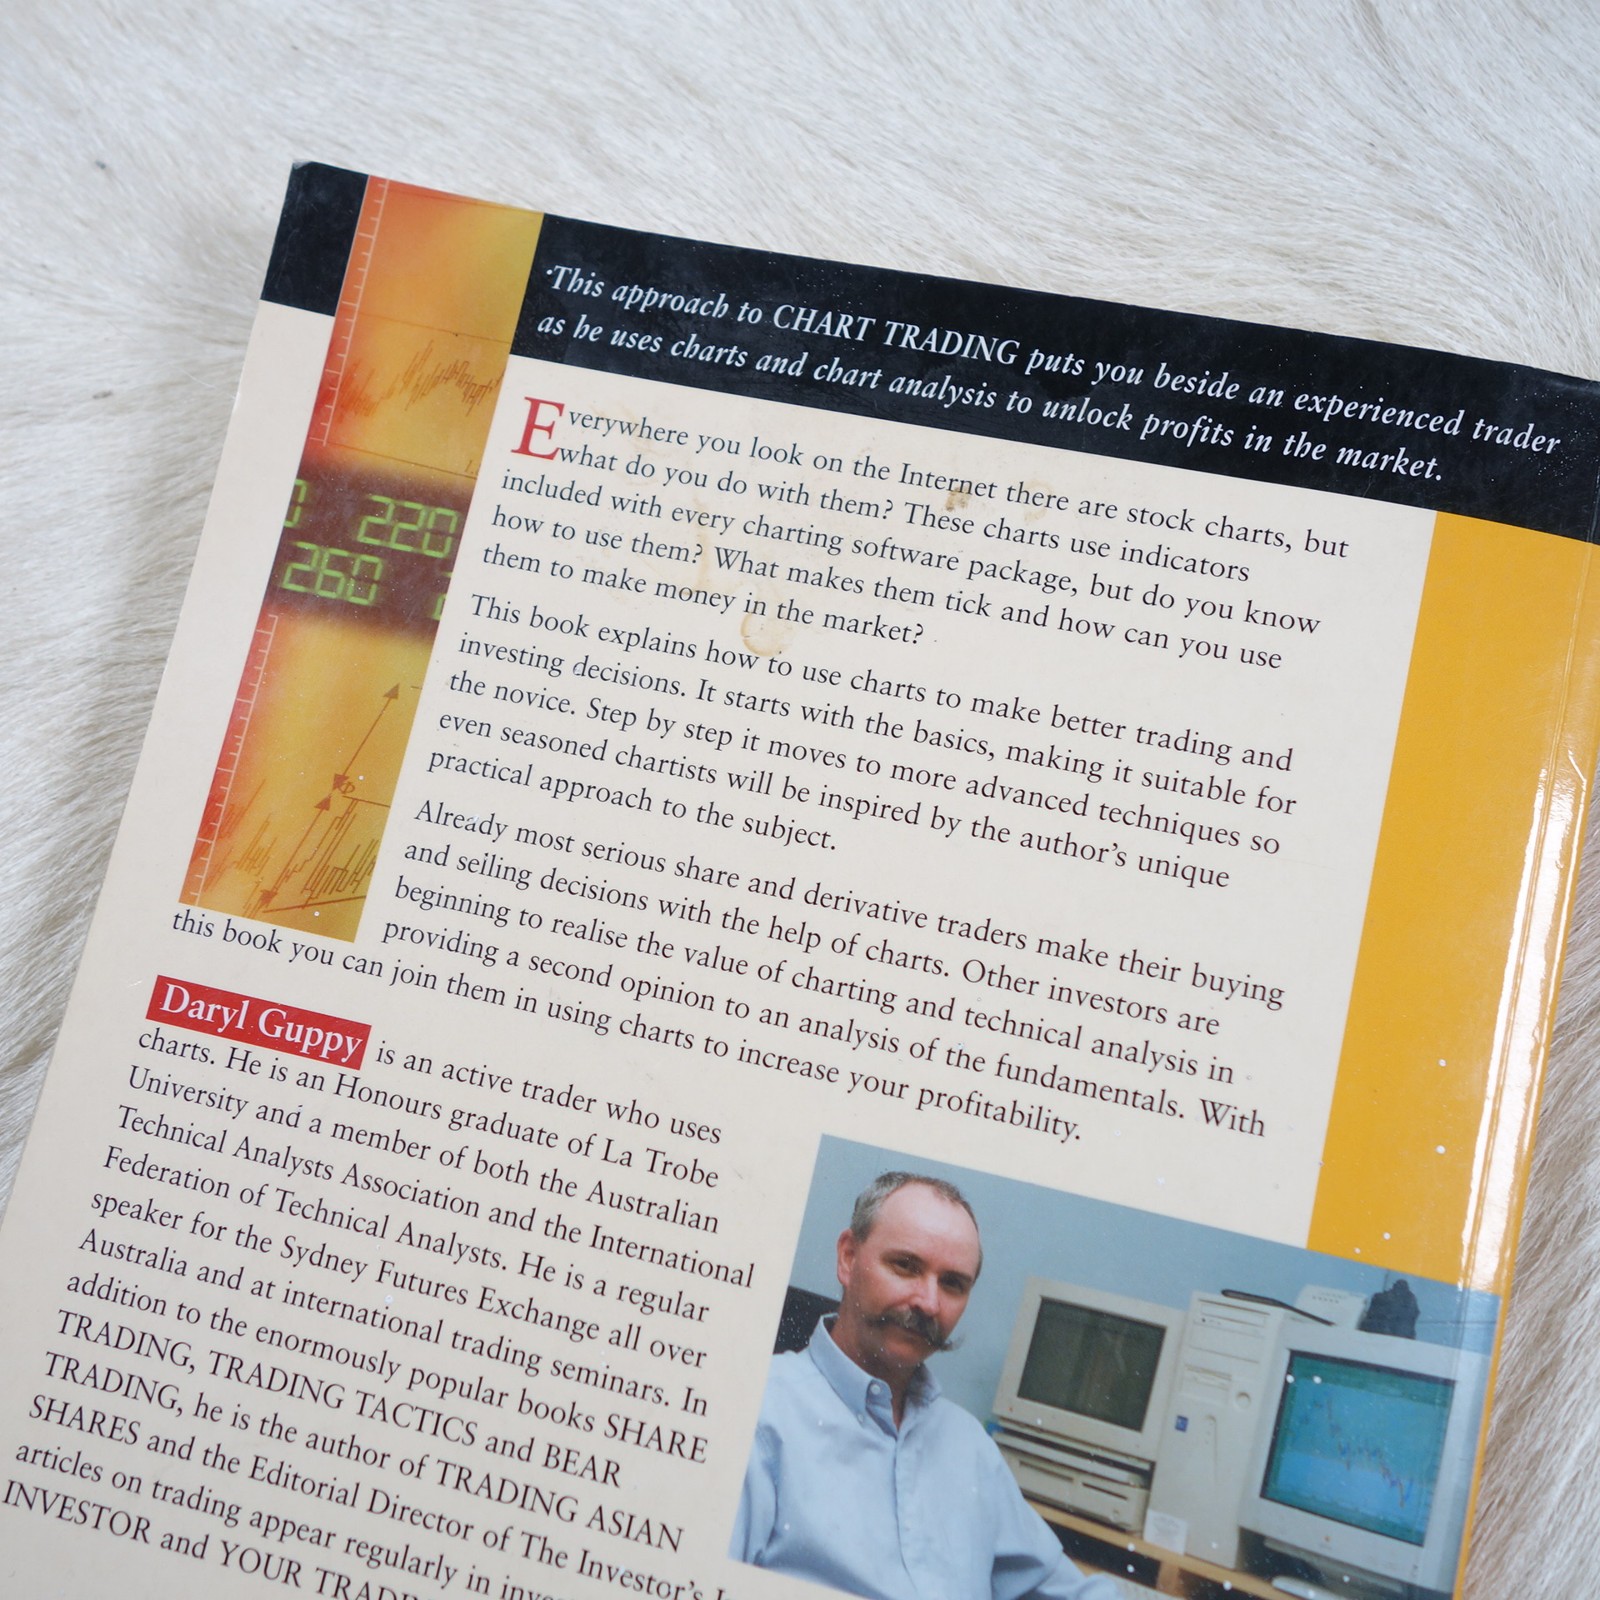 This approach to CHART TRADING puts you beside an experienced trader
as he uses charts and chart analysis to unlock profits in the market.
Everywhere you look on the Internet there are stock charts, but
what do you do with them? These charts use indicators
included with every charting software package, but do you know
how to use them? What makes them tick and how can you use
them to make money in the market?
This book explains how to use charts to make better trading and
investing decisions. It starts with the basics, making it suitable for
the novice. Step by step it moves to more advanced techniques so
even seasoned chartists will be inspired by the author's unique
practical approach to the subject.
Already most serious share and derivative traders make their buying
and selling decisions with the help of charts. Other investors are
beginning to realise the value of charting and technical analysis in
providing a second opinion to an analysis of the fundamentals. With
this book you can join them in using charts to increase your profitability.
220
260
Daryl Guppy is an active trader who uses
charts. He is an Honours graduate of La Trobe
University and a member of both the Australian
Technical Analysts Association and the International
Federation of Technical Analysts. He is a regular
speaker for the Sydney Futures Exchange all over
Australia and at international trading seminars. In
addition to the enormously popular books SHARE
TRADING, TRADING TACTICS and BEAR
TRADING, he is the author of TRADING ASIAN
SHARES and the Editorial Director of The Investor's
articles on trading appear regularly in
INVESTOR and YOUR